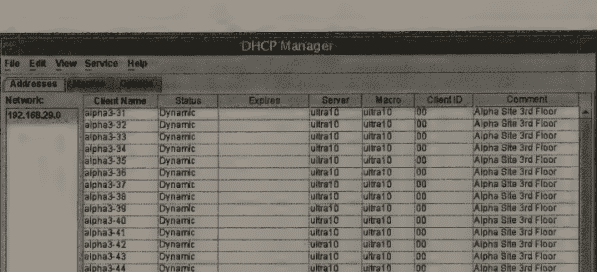 DHCP Manager
File Edit View Service Help
Addresses Macros Options
Network: Client Name Status Expires Server Macro Client ID Comment
192.168.29.0 alpha3-31 Dynamic ultra10 ultra10 00 Alpha Site 3rd Floor
alpha3-32 Dynamic ultra10 ultra10 00 Alpha Site 3rd Floor
alpha3-33 Dynamic ultra10 ultra10 00 Alpha Site 3rd Floor
alpha3-34 Dynamic ultra10 ultra10 00 Alpha Site 3rd Floor
alpha3-35 Dynamic ultra10 ultra10 00 Alpha Site 3rd Floor
alpha3-36 Dynamic ultra10 ultra10 00 Alpha Site 3rd Floor
alpha3-37 Dynamic ultra10 ultra10 00 Alpha Site 3rd Floor
alpha3-38 Dynamic ultra10 ultra10 00 Alpha Site 3rd Floor
alpha3-39 Dynamic ultra10 ultra10 00 Alpha Site 3rd Floor
alpha3-40 Dynamic ultra10 ultra10 00 Alpha Site 3rd Floor
alpha3-41 Dynamic ultra10 ultra10 00 Alpha Site 3rd Floor
alpha3-42 Dynamic ultra10 ultra10 00 Alpha Site 3rd Floor
alpha3-43 Dynamic ultra10 ultra10 00 Alpha Site 3rd Floor
alpha3-44 Dynamic ultra10 ultra10 00 Alpha Site 3rd Floor